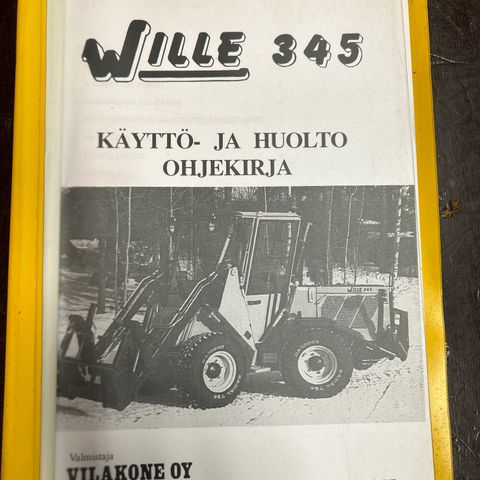 WILLE 345
KÄYTTÖ- JA HUOLTO
OHJEKIRJA
WILLE 345
Valmistaja
VILAKONE OY